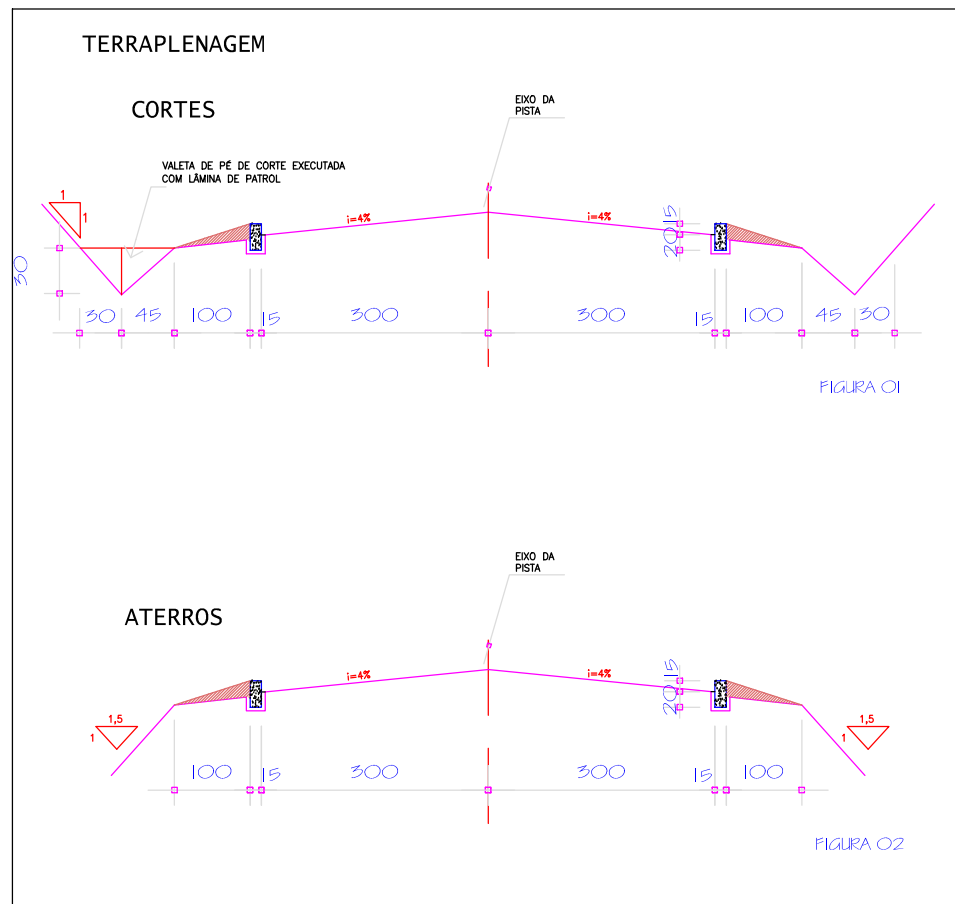 TERRAPLENAGEM
CORTES
EIXO DA
PISTA
VALETA DE PÉ DE CORTE EXECUTADA
COM LÂMINA DE PATROL
1
1
i=4%
i=4%
15
20
30
30
45
100
15
300
300
15
100
45
30
FIGURA 01
EIXO DA
PISTA
ATERROS
i=4%
i=4%
15
20
1,5
1
1,5
1
100
15
300
300
15
100
FIGURA 02